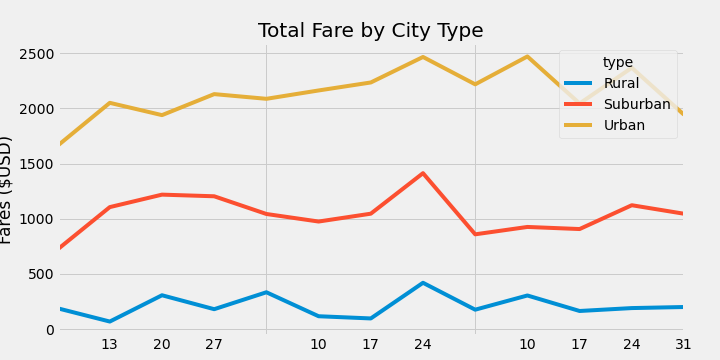 Total Fare by City Type
2500
2000
1500
1000
500
0
Fares ($USD)
type
Rural
Suburban
Urban
13 20 27 10 17 24 10 17 24 31